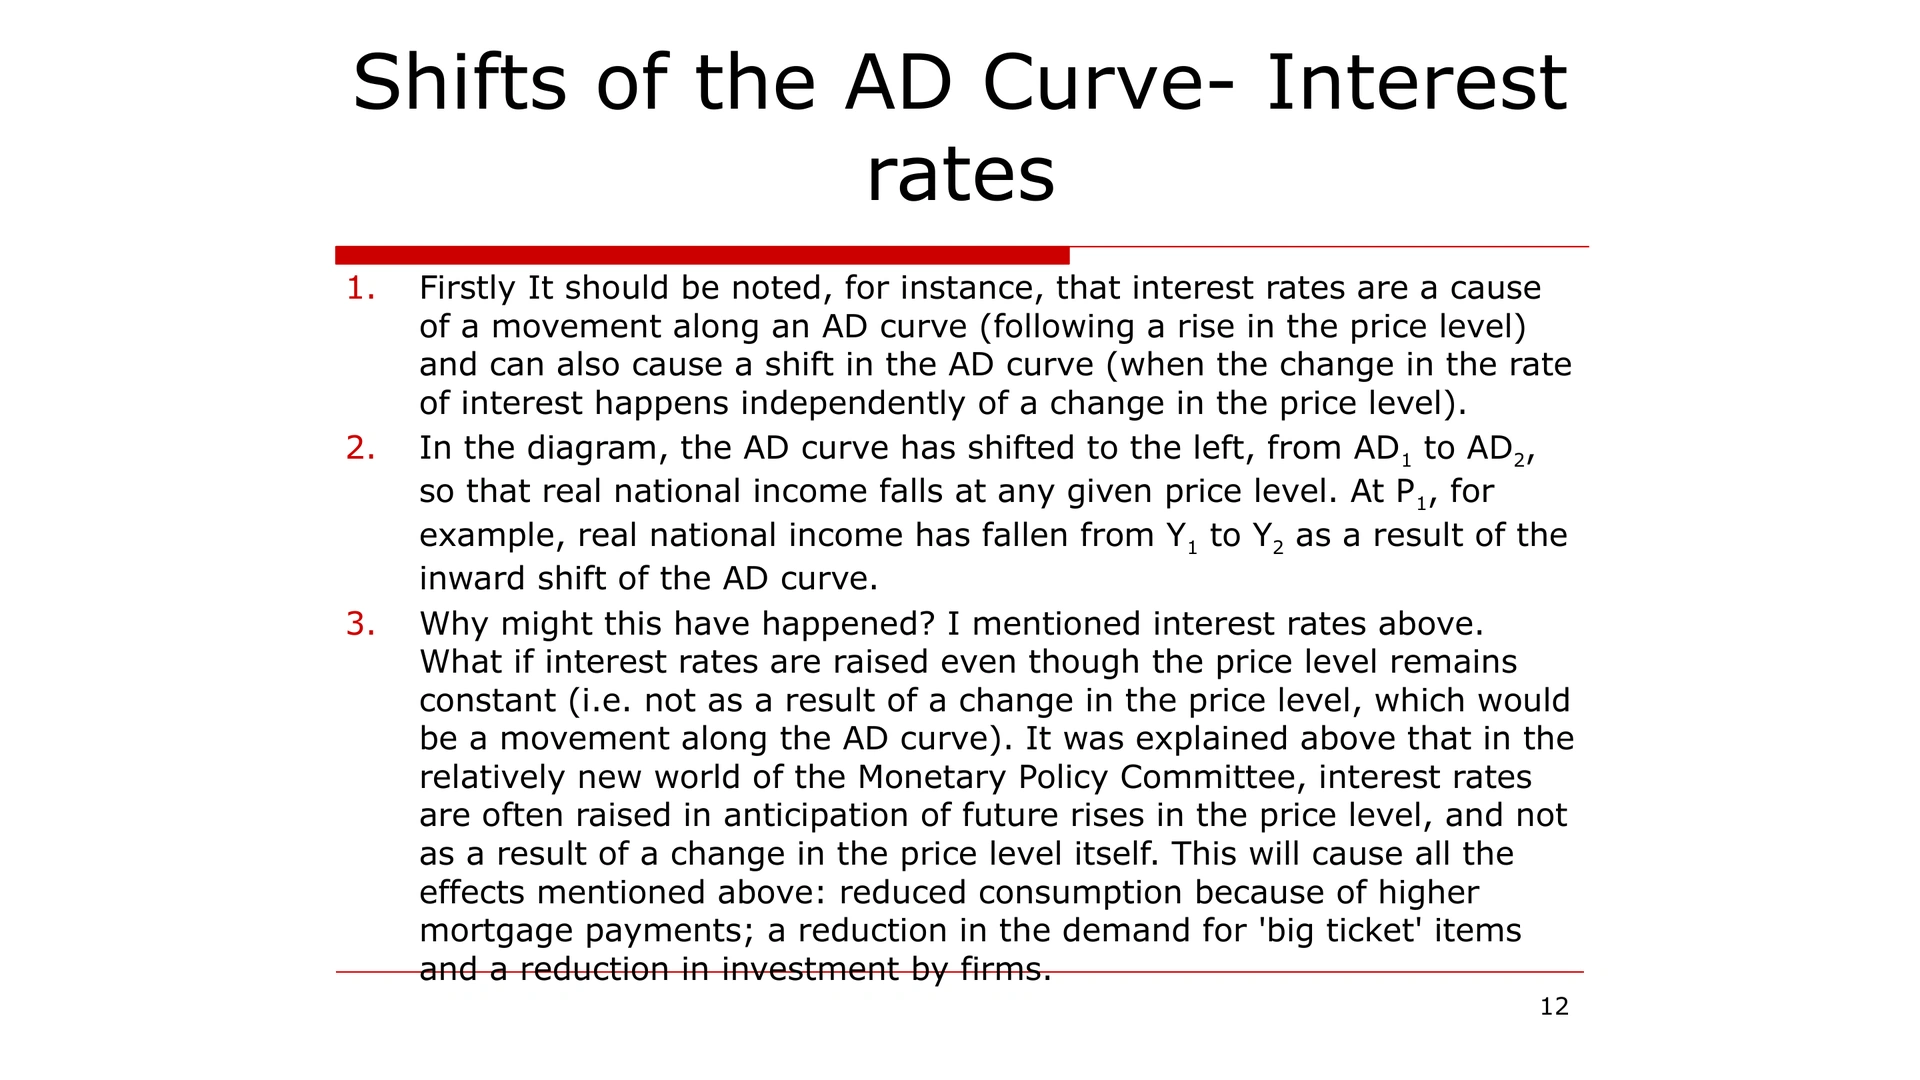 Shifts of the AD Curve- Interest
rates
1. Firstly It should be noted, for instance, that interest rates are a cause
of a movement along an AD curve (following a rise in the price level)
and can also cause a shift in the AD curve (when the change in the rate
of interest happens independently of a change in the price level).
2. In the diagram, the AD curve has shifted to the left, from AD1 to AD2,
so that real national income falls at any given price level. At P1, for
example, real national income has fallen from Y1 to Y2 as a result of the
inward shift of the AD curve.
3. Why might this have happened? I mentioned interest rates above.
What if interest rates are raised even though the price level remains
constant (i.e. not as a result of a change in the price level, which would
be a movement along the AD curve). It was explained above that in the
relatively new world of the Monetary Policy Committee, interest rates
are often raised in anticipation of future rises in the price level, and not
as a result of a change in the price level itself. This will cause all the
effects mentioned above: reduced consumption because of higher
mortgage payments; a reduction in the demand for 'big ticket' items
and a reduction in investment by firms.
12